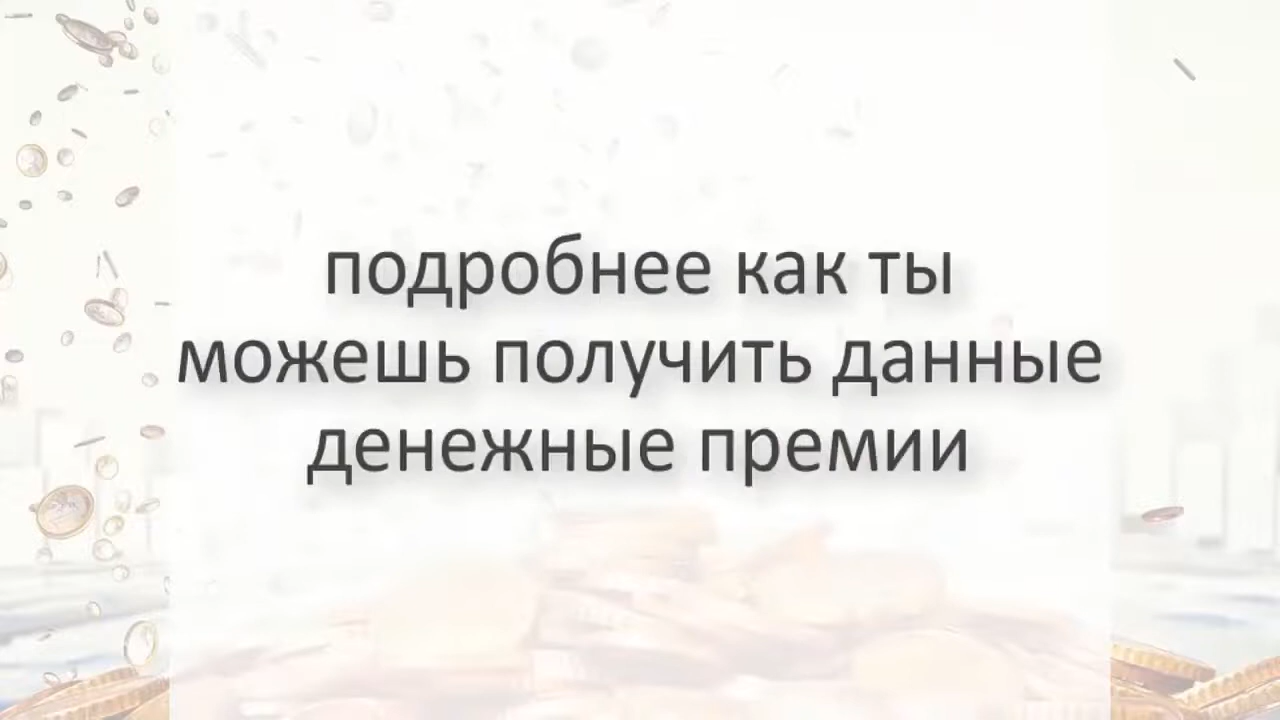 подробнее как ты
можешь получить данные
денежные премии